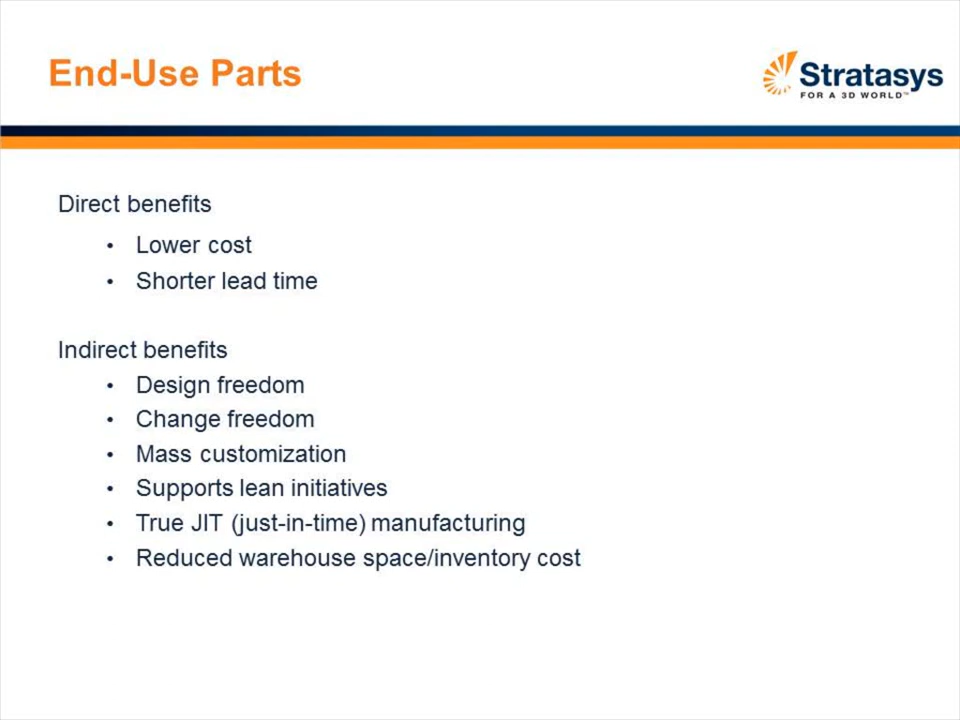 End-Use Parts
Stratasys
FOR A 3D WORLD™
Direct benefits
• Lower cost
• Shorter lead time
Indirect benefits
• Design freedom
• Change freedom
• Mass customization
• Supports lean initiatives
• True JIT (just-in-time) manufacturing
• Reduced warehouse space/inventory cost